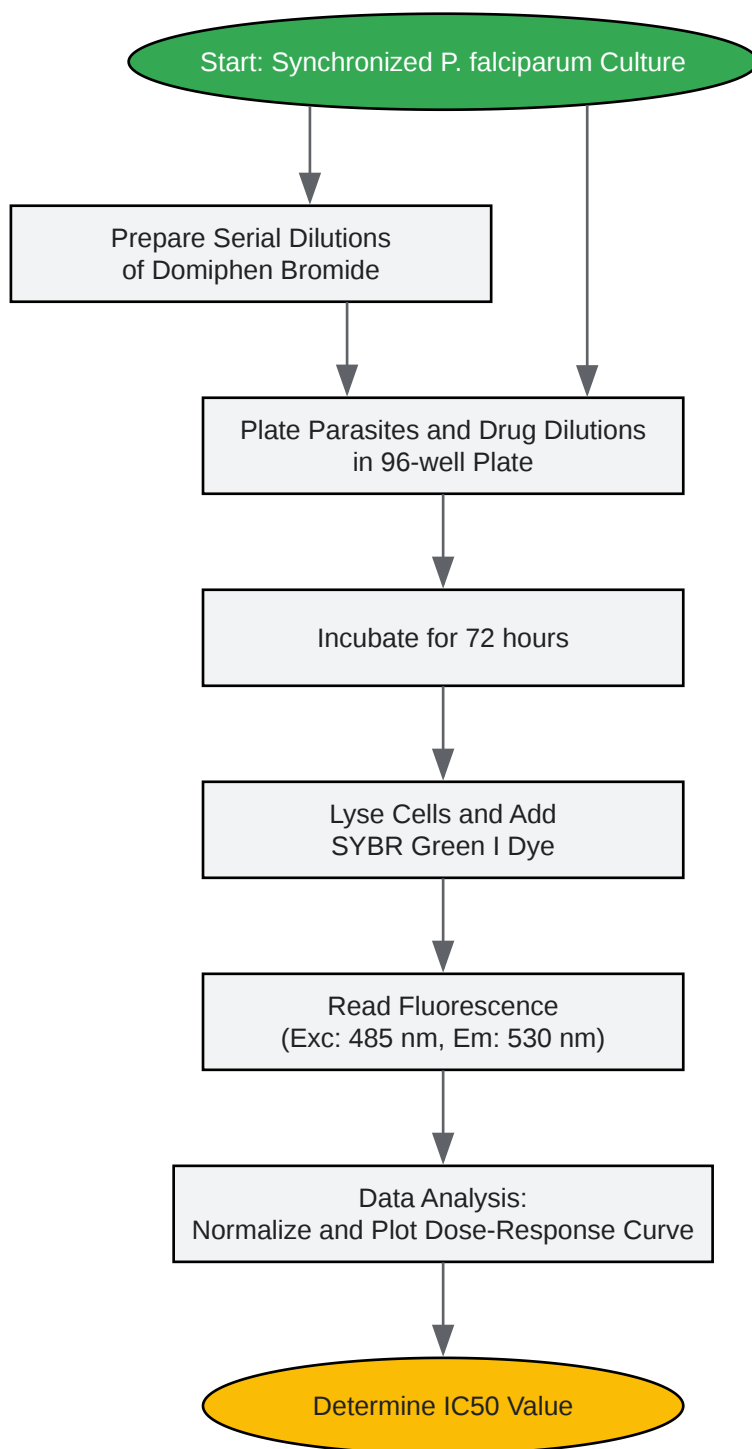 Start: Synchronized P. falciparum Culture
Prepare Serial Dilutions
of Domiphen Bromide
Plate Parasites and Drug Dilutions
in 96-well Plate
Incubate for 72 hours
Lyse Cells and Add
SYBR Green I Dye
Read Fluorescence
(Exc: 485 nm, Em: 530 nm)
Data Analysis:
Normalize and Plot Dose-Response Curve
Determine IC50 Value